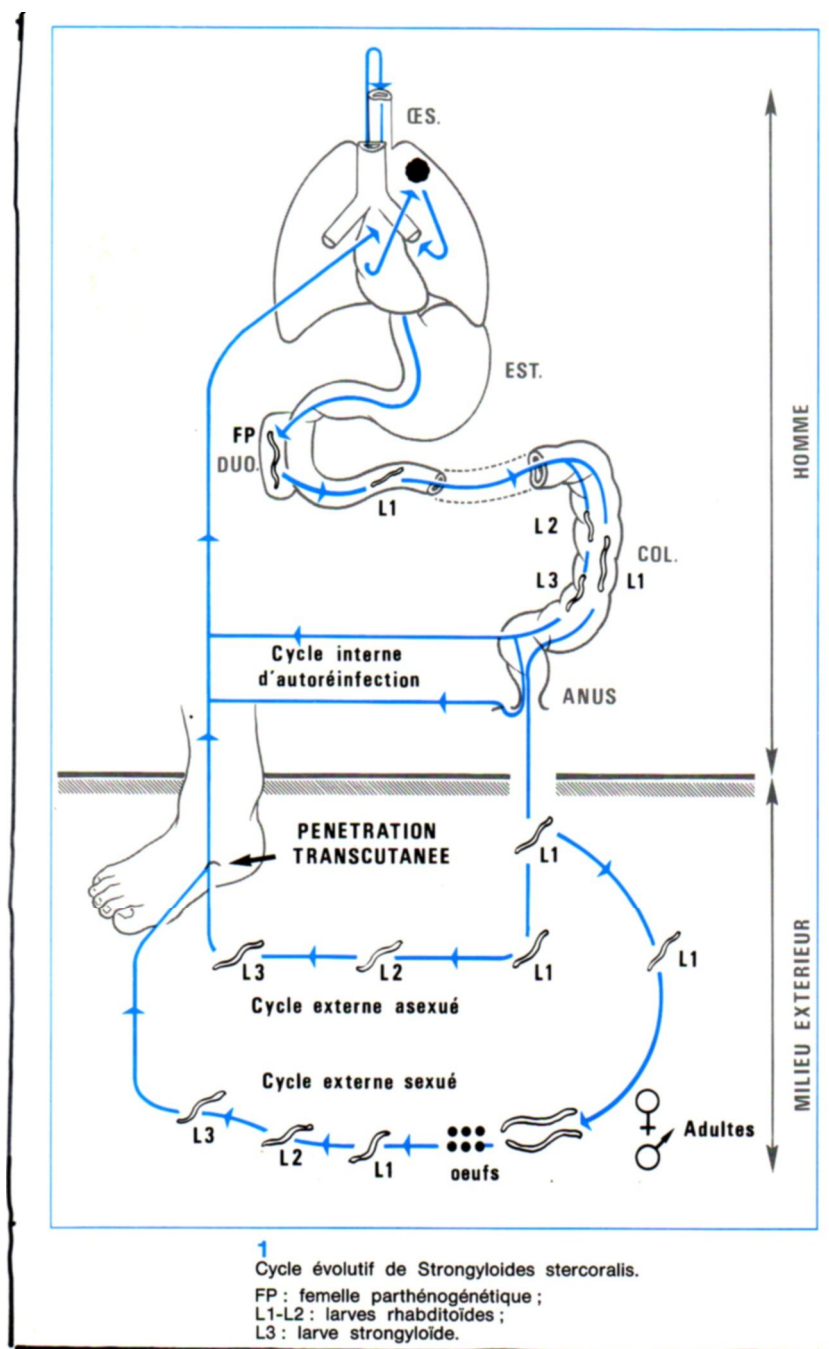 ŒS.
EST.
FP
DUO.
L1
L2
COL.
L3
L1
Cycle interne
d'autoréinfection
ANUS
HOMME
PENETRATION
TRANSCUTANEE
L1
L1
L3
L2
L1
Cycle externe asexué
Cycle externe sexué
L3
L2
L1
oeufs
Adultes
MILIEU EXTERIEUR
1
Cycle évolutif de Strongyloides stercoralis.
FP : femelle parthénogénétique ;
L1-L2 : larves rhabditoïdes ;
L3 : larve strongyloïde.